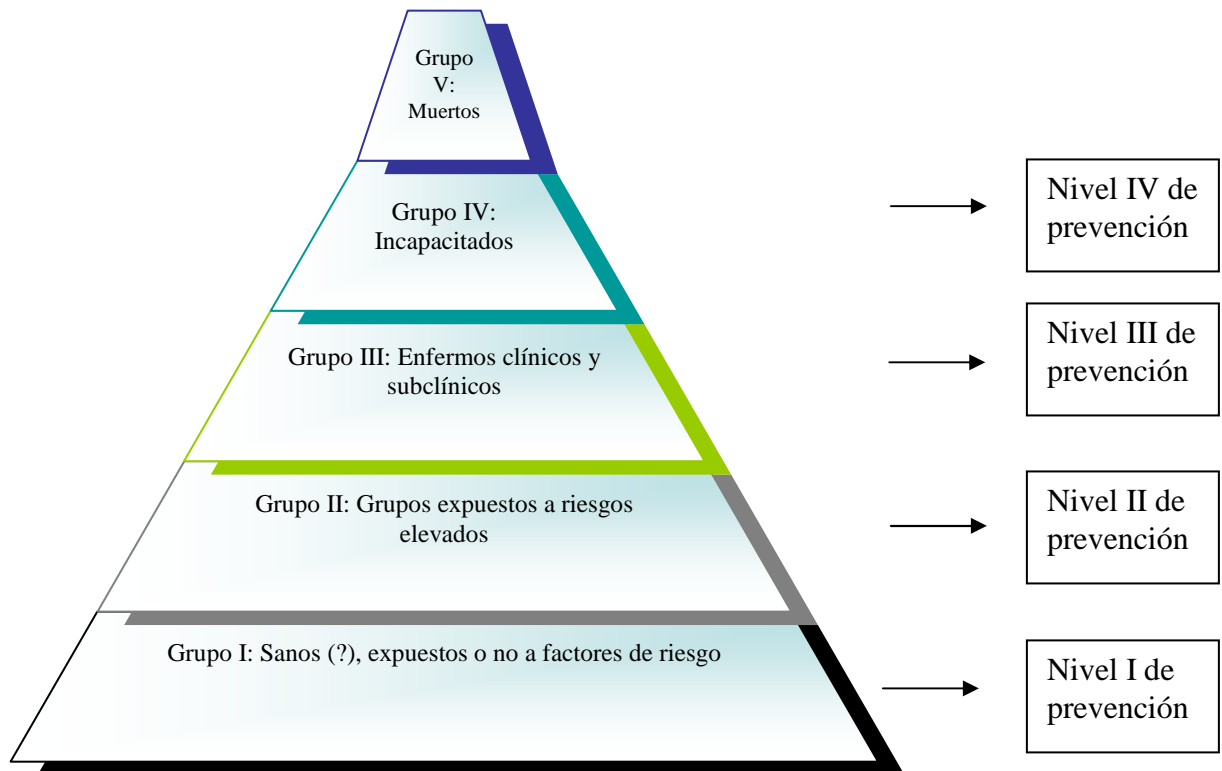 Grupo
V:
Muertos
Grupo IV:
Incapacitados
Nivel IV de
prevención
Grupo III: Enfermos clínicos y
subclínicos
Nivel III de
prevención
Grupo II: Grupos expuestos a riesgos
elevados
Nivel II de
prevención
Grupo I: Sanos (?), expuestos o no a factores de riesgo
Nivel I de
prevención